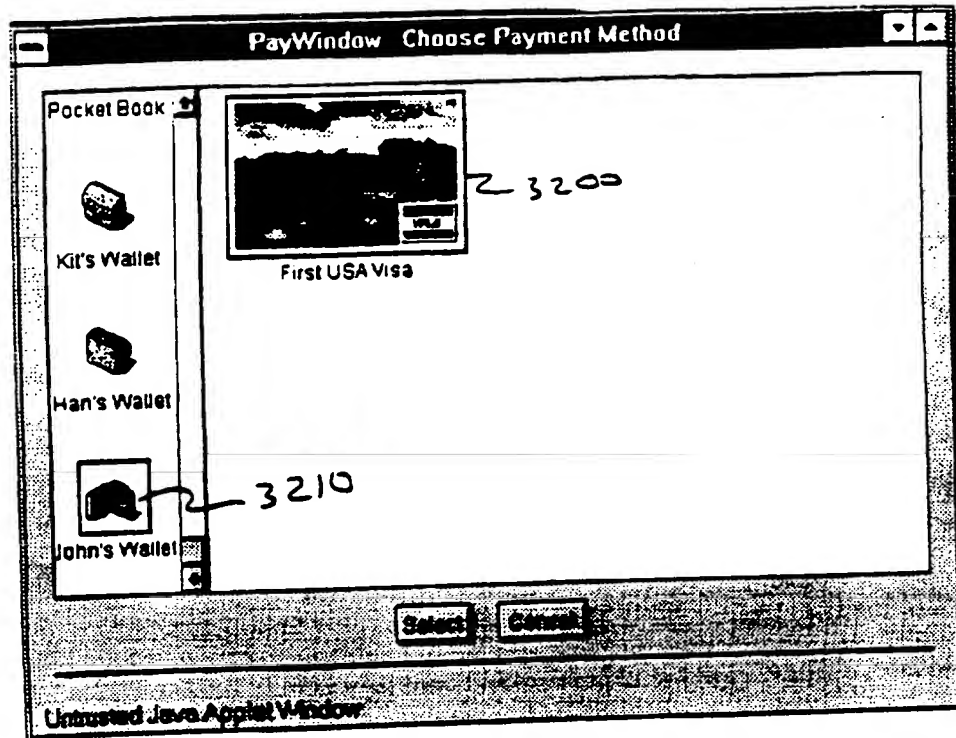 PayWindow Choose Payment Method
Pocket Book
Kit's Wallet
Han's Wallet
John's Wallet
VISA
First USA Visa
3200
3210
Select
Cancel
Untrusted Java Applet Window